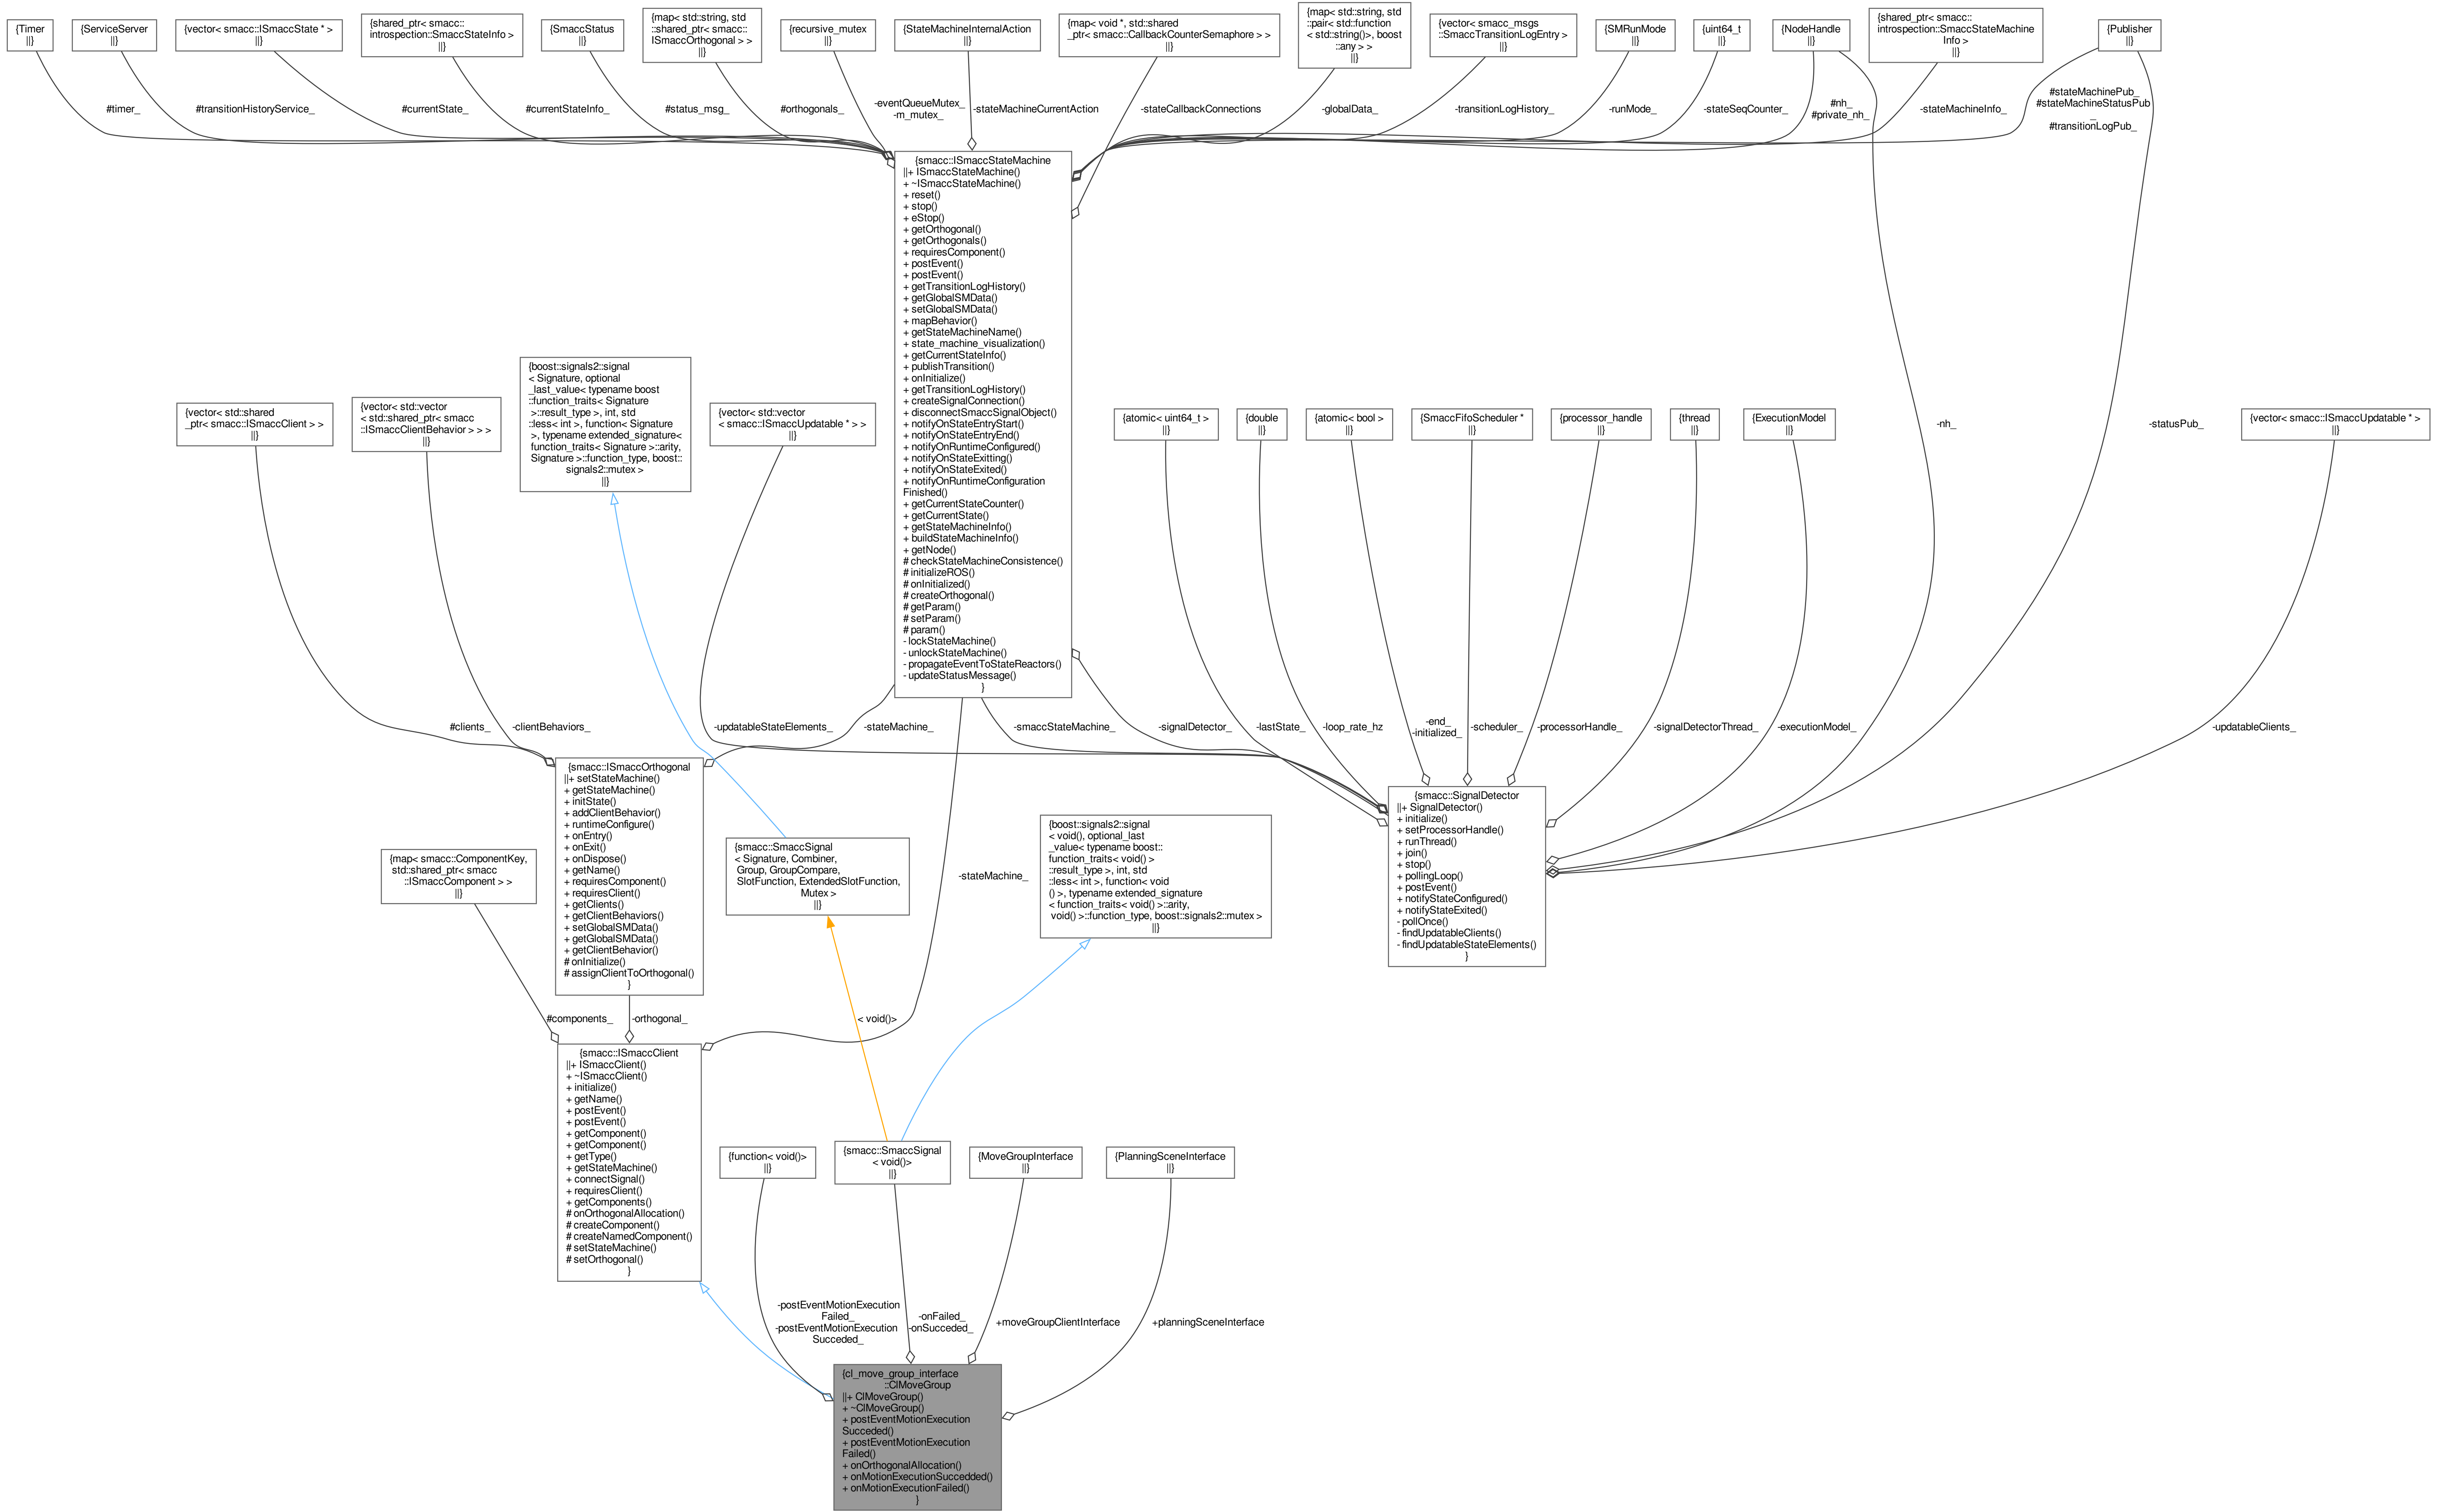 {Timer
||}
{ServiceServer
||}
{vector< smacc::ISmaccState * >
||}
{shared_ptr< smacc::
introspection::SmaccStateInfo >
||}
{SmaccStatus
||}
{map< std::string, std
::shared_ptr< smacc::
ISmaccOrthogonal > >
||}
{recursive_mutex
||}
{StateMachineInternalAction
||}
{map< void *, std::shared
_ptr< smacc::CallbackCounterSemaphore > >
||}
{map< std::string, std
::pair< std::function
< std::string()>, boost
::any > >
||}
{vector< smacc_msgs
::SmaccTransitionLogEntry >
||}
{SMRunMode
||}
{uint64_t
||}
{NodeHandle
||}
{shared_ptr< smacc::
introspection::SmaccStateMachine
Info >
||}
{Publisher
||}
#timer_
#transitionHistoryService_
#currentState_
#currentStateInfo_
#status_msg_
#orthogonals_
-eventQueueMutex_
-m_mutex_
-stateMachineCurrentAction
-stateCallbackConnections
-globalData_
-transitionLogHistory_
-runMode_
-stateSeqCounter_
#nh_
#private_nh_
-stateMachineInfo_
#stateMachinePub_
#stateMachineStatusPub
_
#transitionLogPub_
{smacc::ISmaccStateMachine
||+ ISmaccStateMachine()
+ ~ISmaccStateMachine()
+ reset()
+ stop()
+ eStop()
+ getOrthogonal()
+ getOrthogonals()
+ requiresComponent()
+ postEvent()
+ postEvent()
+ getTransitionLogHistory()
+ getGlobalSMData()
+ setGlobalSMData()
+ mapBehavior()
+ getStateMachineName()
+ state_machine_visualization()
+ getCurrentStateInfo()
+ publishTransition()
+ onInitialize()
+ getTransitionLogHistory()
+ createSignalConnection()
+ disconnectSmaccSignalObject()
+ notifyOnStateEntryStart()
+ notifyOnStateEntryEnd()
+ notifyOnRuntimeConfigured()
+ notifyOnStateExitting()
+ notifyOnStateExited()
+ notifyOnRuntimeConfiguration
Finished()
+ getCurrentStateCounter()
+ getCurrentState()
+ getStateMachineInfo()
+ buildStateMachineInfo()
+ getNode()
# checkStateMachineConsistence()
# initializeROS()
# onInitialized()
# createOrthogonal()
# getParam()
# setParam()
# param()
- lockStateMachine()
- unlockStateMachine()
- propagateEventToStateReactors()
- updateStatusMessage()
}
{vector< std::shared
_ptr< smacc::ISmaccClient > >
||}
{vector< std::vector
< std::shared_ptr< smacc
::ISmaccClientBehavior > > >
||}
{boost::signals2::signal
< Signature, optional
_last_value< typename boost
::function_traits< Signature
>::result_type >, int, std
::less< int >, function< Signature
>, typename extended_signature<
function_traits< Signature >::arity,
Signature >::function_type, boost::
signals2::mutex >
||}
{vector< std::vector
< smacc::ISmaccUpdatable * > >
||}
{atomic< uint64_t >
||}
{double
||}
{atomic< bool >
||}
{SmaccFifoScheduler *
||}
{processor_handle
||}
{thread
||}
{ExecutionModel
||}
-nh_
-statusPub_
{vector< smacc::ISmaccUpdatable * >
||}
#clients_
-clientBehaviors_
-updatableStateElements_
-stateMachine_
-smaccStateMachine_
-signalDetector_
-lastState_
-loop_rate_hz
-end_
-initialized_
-scheduler_
-processorHandle_
-signalDetectorThread_
-executionModel_
-updatableClients_
{smacc::ISmaccOrthogonal
||+ setStateMachine()
+ getStateMachine()
+ initState()
+ addClientBehavior()
+ runtimeConfigure()
+ onEntry()
+ onExit()
+ onDispose()
+ getName()
+ requiresComponent()
+ requiresClient()
+ getClients()
+ getClientBehaviors()
+ setGlobalSMData()
+ getGlobalSMData()
+ getClientBehavior()
# onInitialize()
# assignClientToOrthogonal()
}
{smacc::SignalDetector
||+ SignalDetector()
+ initialize()
+ setProcessorHandle()
+ runThread()
+ join()
+ stop()
+ pollingLoop()
+ postEvent()
+ notifyStateConfigured()
+ notifyStateExited()
- pollOnce()
- findUpdatableClients()
- findUpdatableStateElements()
}
{map< smacc::ComponentKey,
std::shared_ptr< smacc
::ISmaccComponent > >
||}
{smacc::SmaccSignal
< Signature, Combiner,
Group, GroupCompare,
SlotFunction, ExtendedSlotFunction,
Mutex >
||}
{boost::signals2::signal
< void(), optional_last
_value< typename boost::
function_traits< void() >
::result_type >, int, std
::less< int >, function< void
() >, typename extended_signature
< function_traits< void() >::arity,
void() >::function_type, boost::signals2::mutex >
||}
-stateMachine_
#components_
-orthogonal_
< void()>
{smacc::ISmaccClient
||+ ISmaccClient()
+ ~ISmaccClient()
+ initialize()
+ getName()
+ postEvent()
+ postEvent()
+ getComponent()
+ getComponent()
+ getType()
+ getStateMachine()
+ connectSignal()
+ requiresClient()
+ getComponents()
# onOrthogonalAllocation()
# createComponent()
# createNamedComponent()
# setStateMachine()
# setOrthogonal()
}
{function< void()>
||}
{smacc::SmaccSignal
< void()>
||}
{MoveGroupInterface
||}
{PlanningSceneInterface
||}
-postEventMotionExecution
Failed_
-postEventMotionExecution
Succeded_
-onFailed_
-onSucceded_
+moveGroupClientInterface
+planningSceneInterface
{cl_move_group_interface
::ClMoveGroup
||+ ClMoveGroup()
+ ~ClMoveGroup()
+ postEventMotionExecution
Succeded()
+ postEventMotionExecution
Failed()
+ onOrthogonalAllocation()
+ onMotionExecutionSuccedded()
+ onMotionExecutionFailed()
}